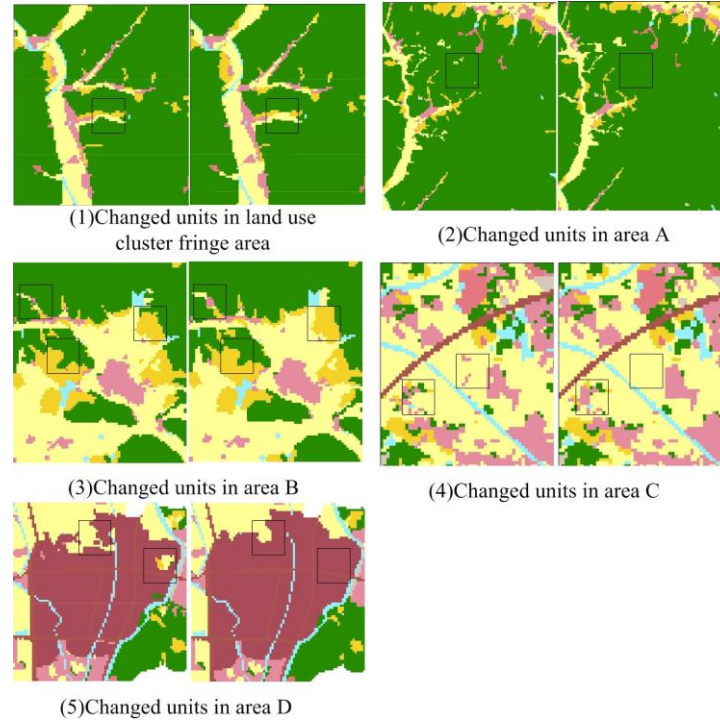 (1)Changed units in land use
cluster fringe area
(2)Changed units in area A
(3)Changed units in area B
(4)Changed units in area C
(5)Changed units in area D